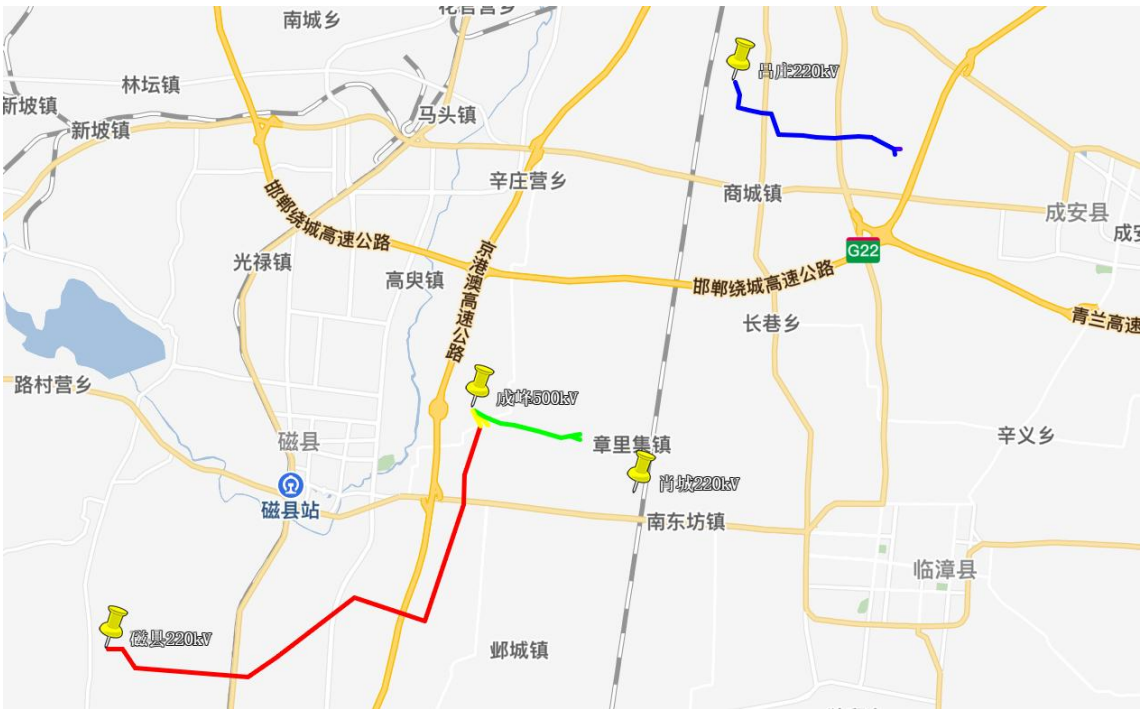 花官营乡
南城乡
吕庄220kV
林坛镇
新坡镇
马头镇
新坡镇
辛庄营乡
商城镇
成安县
成安
邯郸绕城高速公路
京港澳高速公路
G22
光禄镇
高臾镇
邯郸绕城高速公路
长巷乡
青兰高速
路村营乡
成峰500kV
磁县
章里集镇
辛义乡
肖城220kV
磁县站
南东坊镇
临漳县
磁县220kV
邺城镇